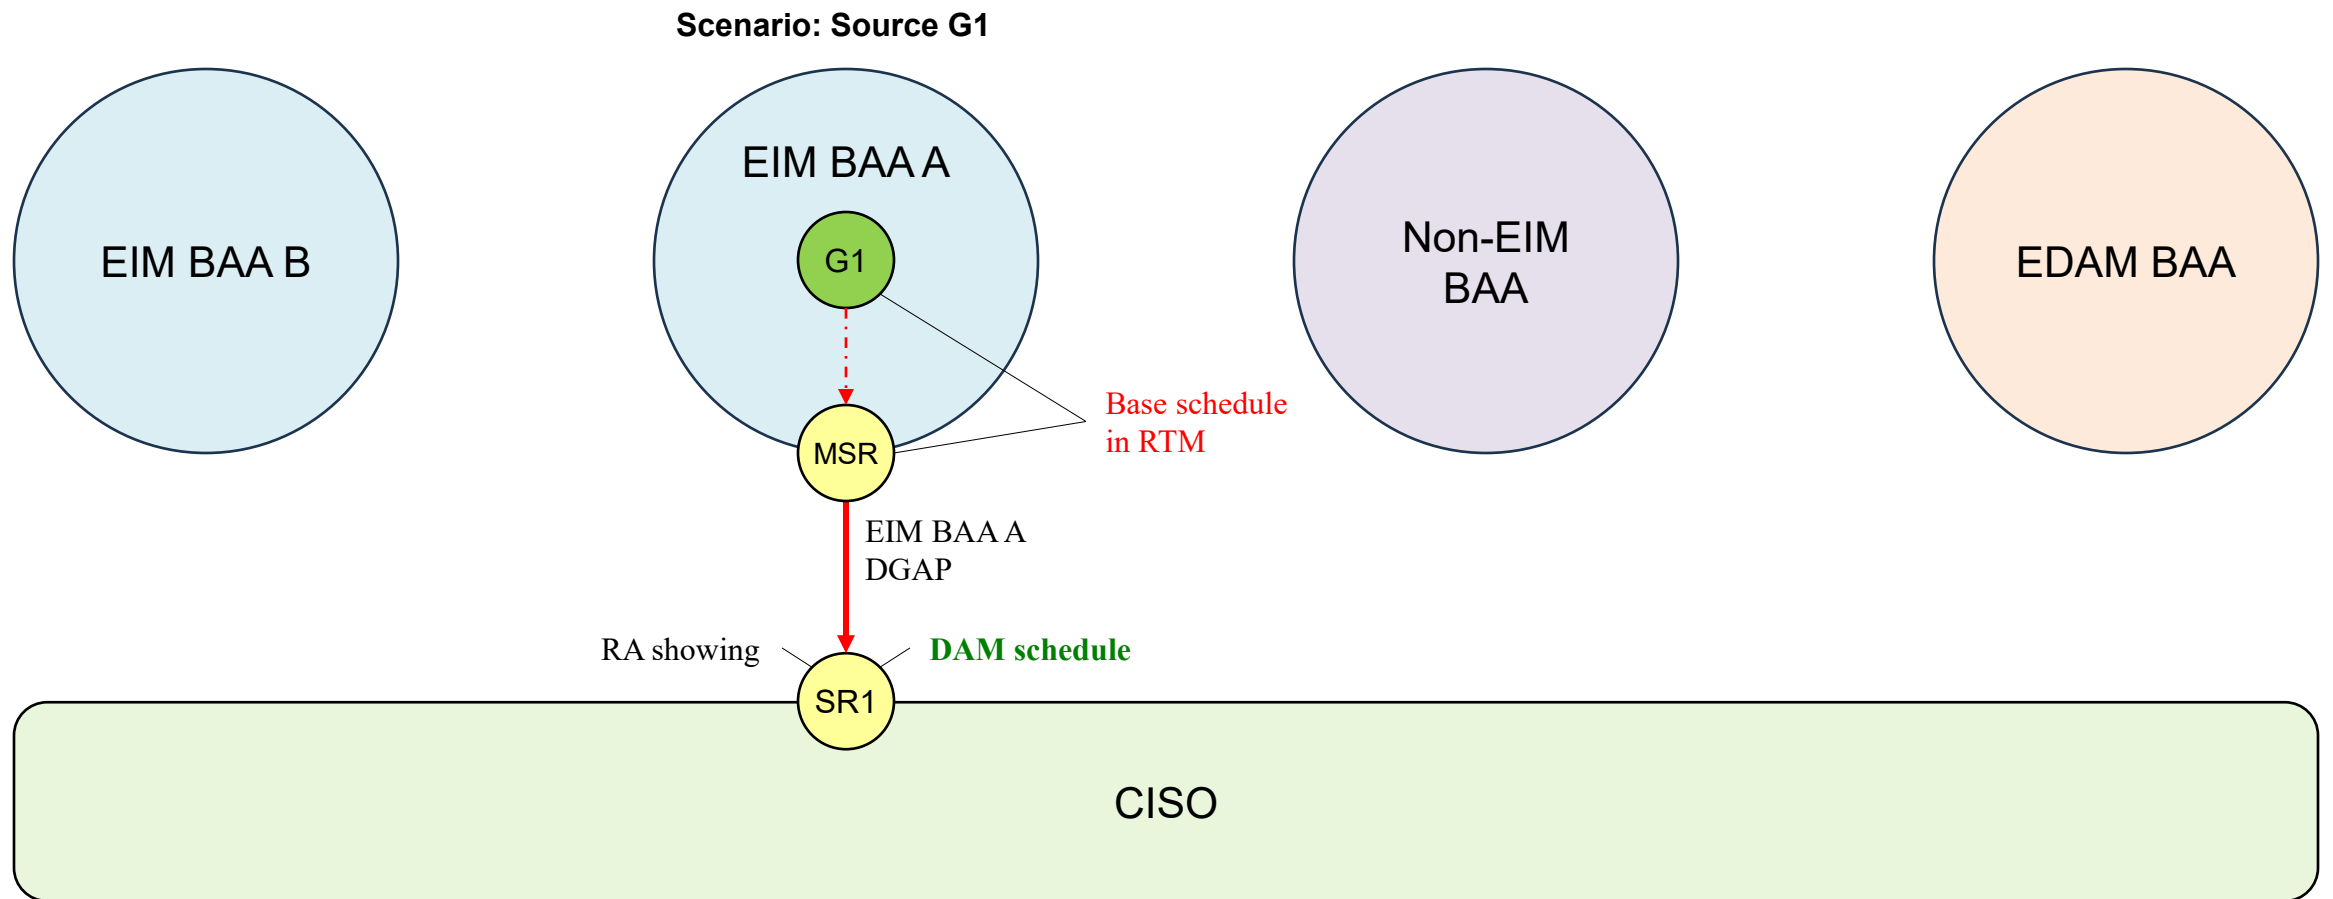 Scenario: Source G1
EIM BAA B
EIM BAA A
G1
Non-EIM
BAA
EDAM BAA
Base schedule
in RTM
MSR
EIM BAA A
DGAP
RA showing
DAM schedule
SR1
CISO